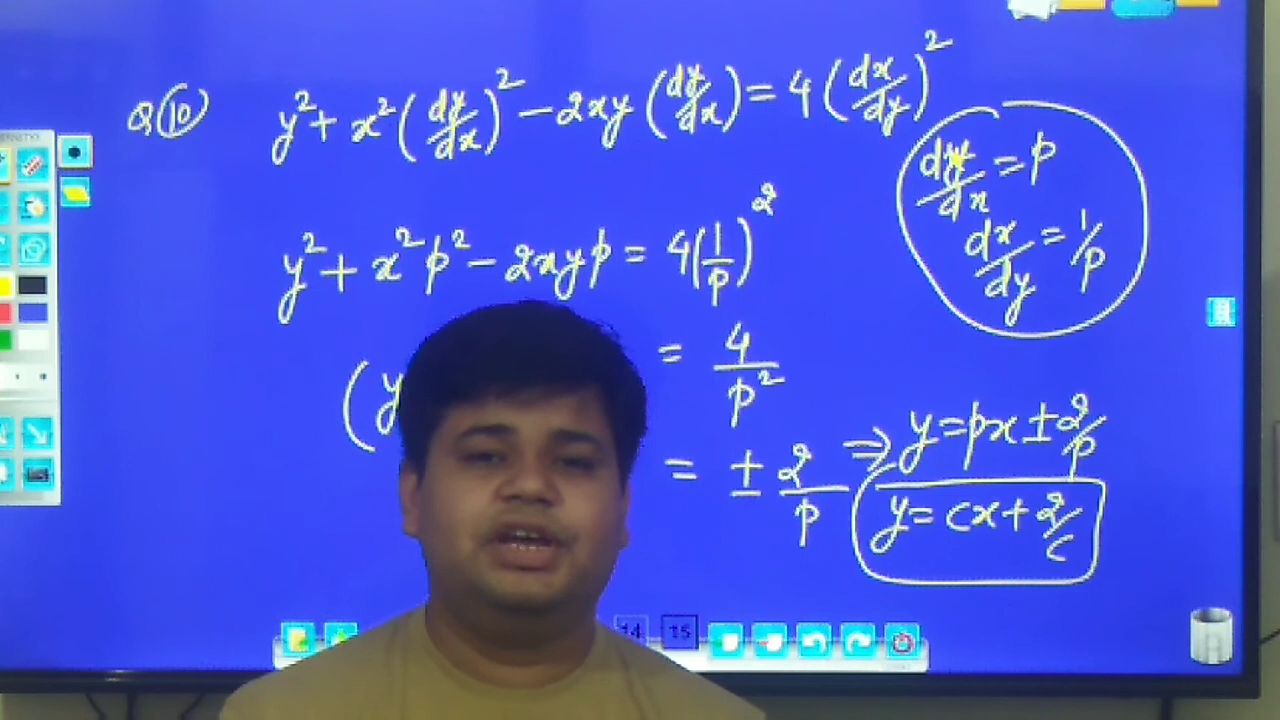 Q(10) y² + x²(dy/dx)² - 2xy(dy/dx) = 4(dx/dy)²
dy/dx = p
dx/dy = 1/p
y² + x²p² - 2xyp = 4(1/p)²
(y = 4/p²
= ± 2/p ⇒ y = px ± 2/p
y = cx + 2/c
14 15